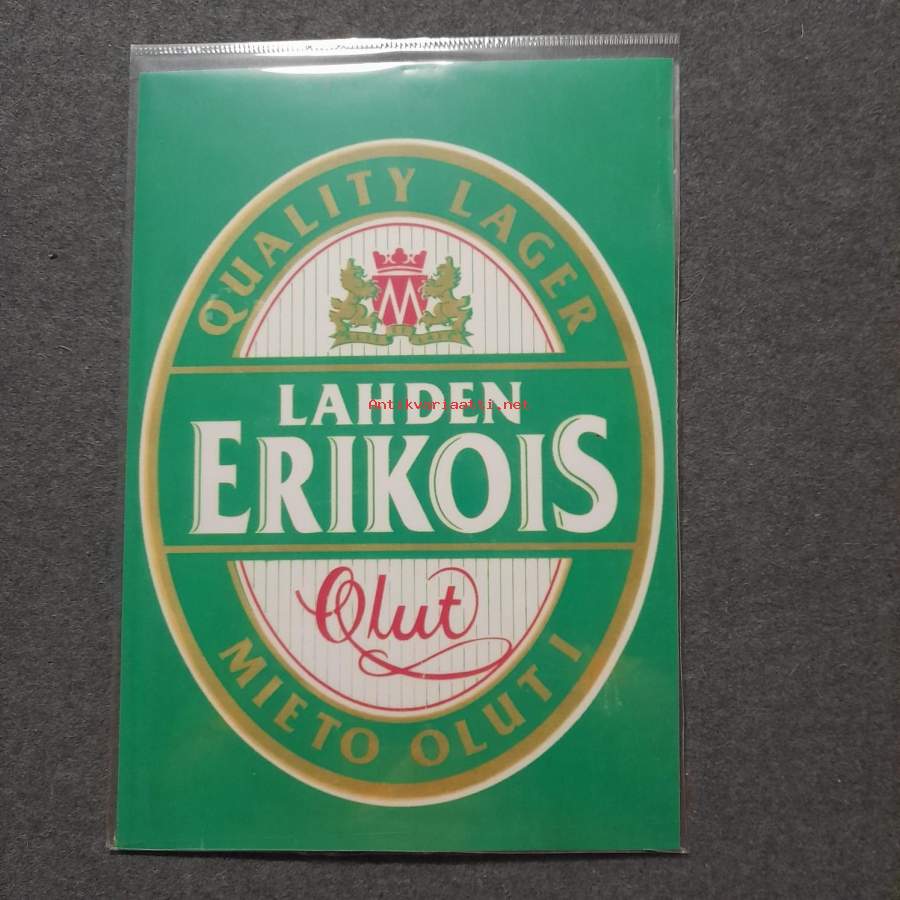 QUALITY LAGER
M
LAHDEN
Antikvariaatti.net
ERIKOIS
Olut
MIETO OLUT I